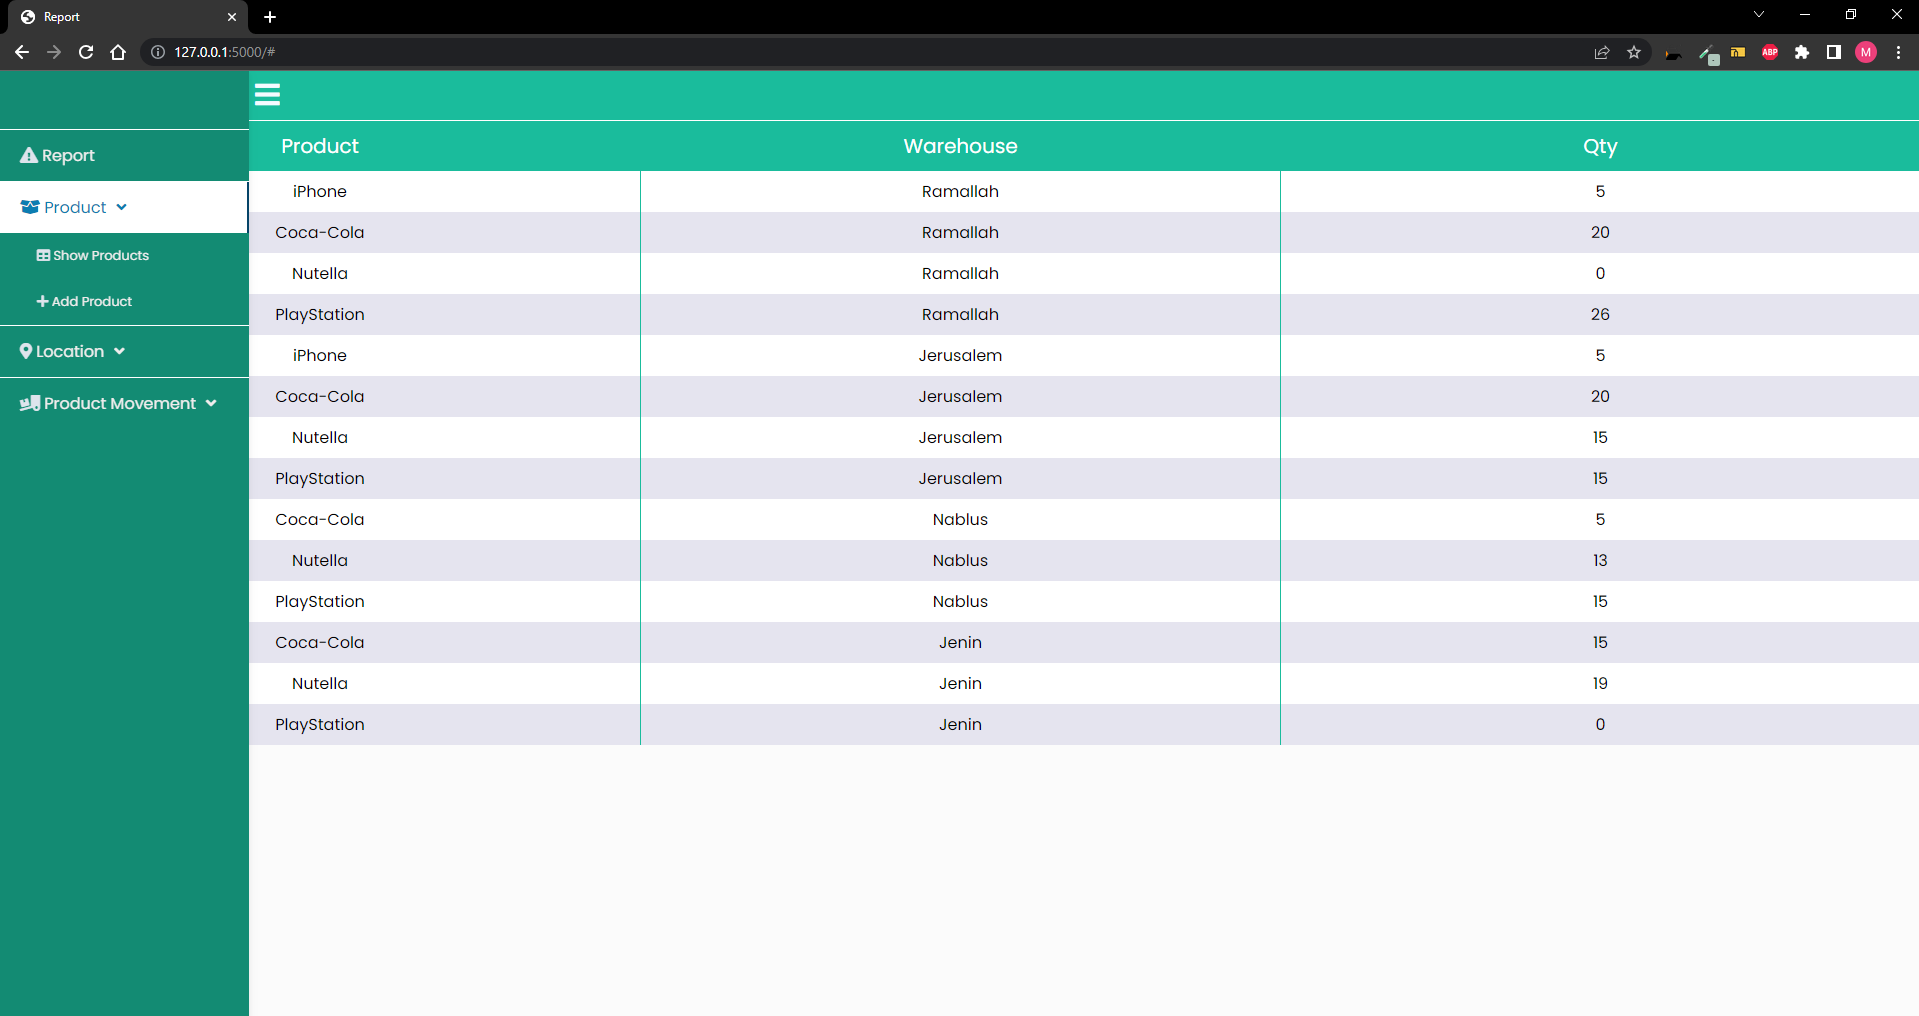 Report
127.0.0.1:5000/#
ABP
M
Report
Product
Show Products
Add Product
Location
Product Movement
Product Warehouse Qty
iPhone Ramallah 5
Coca-Cola Ramallah 20
Nutella Ramallah 0
PlayStation Ramallah 26
iPhone Jerusalem 5
Coca-Cola Jerusalem 20
Nutella Jerusalem 15
PlayStation Jerusalem 15
Coca-Cola Nablus 5
Nutella Nablus 13
PlayStation Nablus 15
Coca-Cola Jenin 15
Nutella Jenin 19
PlayStation Jenin 0